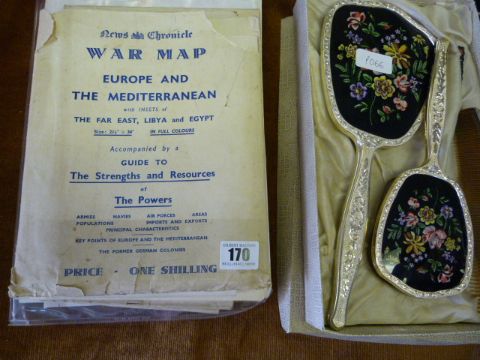 News Chronicle
WAR MAP
EUROPE AND
THE MEDITERRANEAN
with INSETS of
THE FAR EAST, LIBYA and EGYPT
IN FULL COLOURS
Accompanied by a
GUIDE TO
The Strengths and Resources
of
The Powers
ARMIES NAVIES AIR FORCES AREAS
POPULATIONS IMPORTS AND EXPORTS
PRINCIPAL CHARACTERISTICS
KEY POINTS OF EUROPE AND THE MEDITERRANEAN
THE FORMER GERMAN COLONIES
PRICE - ONE SHILLING
170
P066